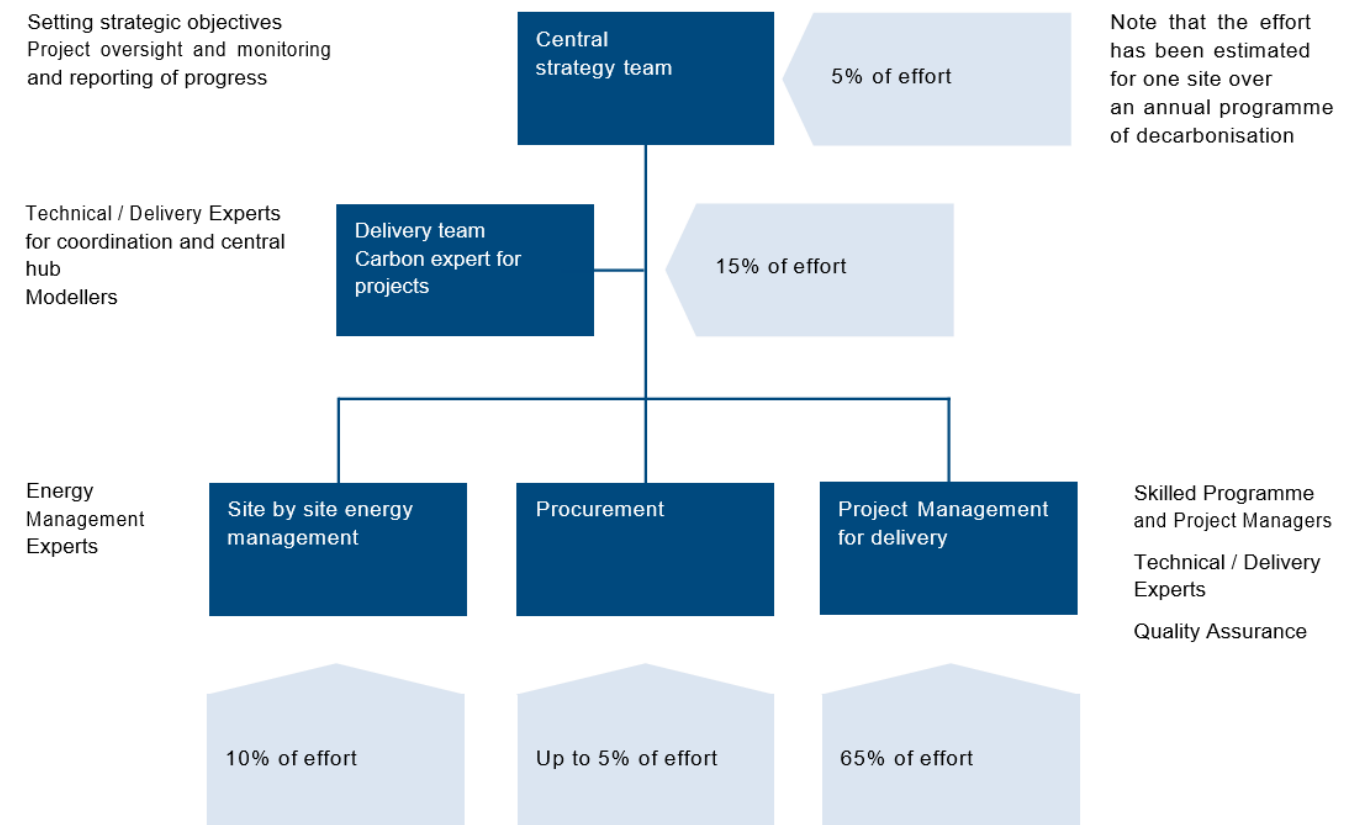 Setting strategic objectives
Project oversight and monitoring
and reporting of progress
Central
strategy team
5% of effort
Note that the effort
has been estimated
for one site over
an annual programme
of decarbonisation
Technical / Delivery Experts
for coordination and central
hub
Modellers
Delivery team
Carbon expert for
projects
15% of effort
Energy
Management
Experts
Site by site energy
management
Procurement
Project Management
for delivery
Skilled Programme
and Project Managers
Technical / Delivery
Experts
Quality Assurance
10% of effort
Up to 5% of effort
65% of effort